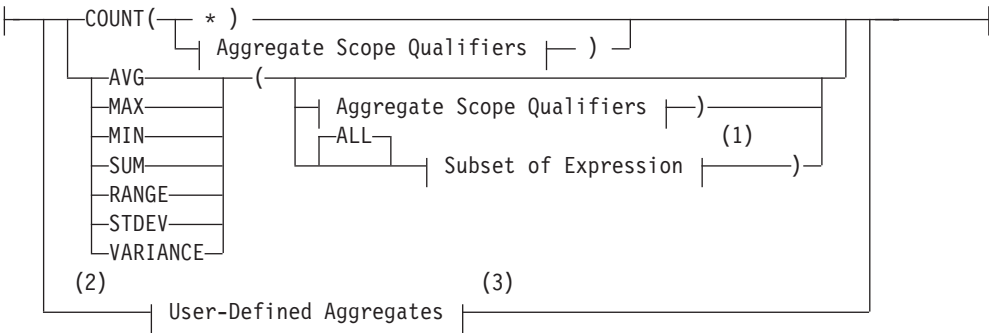 COUNT( * )
Aggregate Scope Qualifiers )
AVG (
MAX Aggregate Scope Qualifiers )
MIN ALL (1)
SUM Subset of Expression )
RANGE
STDEV
VARIANCE
(2) (3)
User-Defined Aggregates